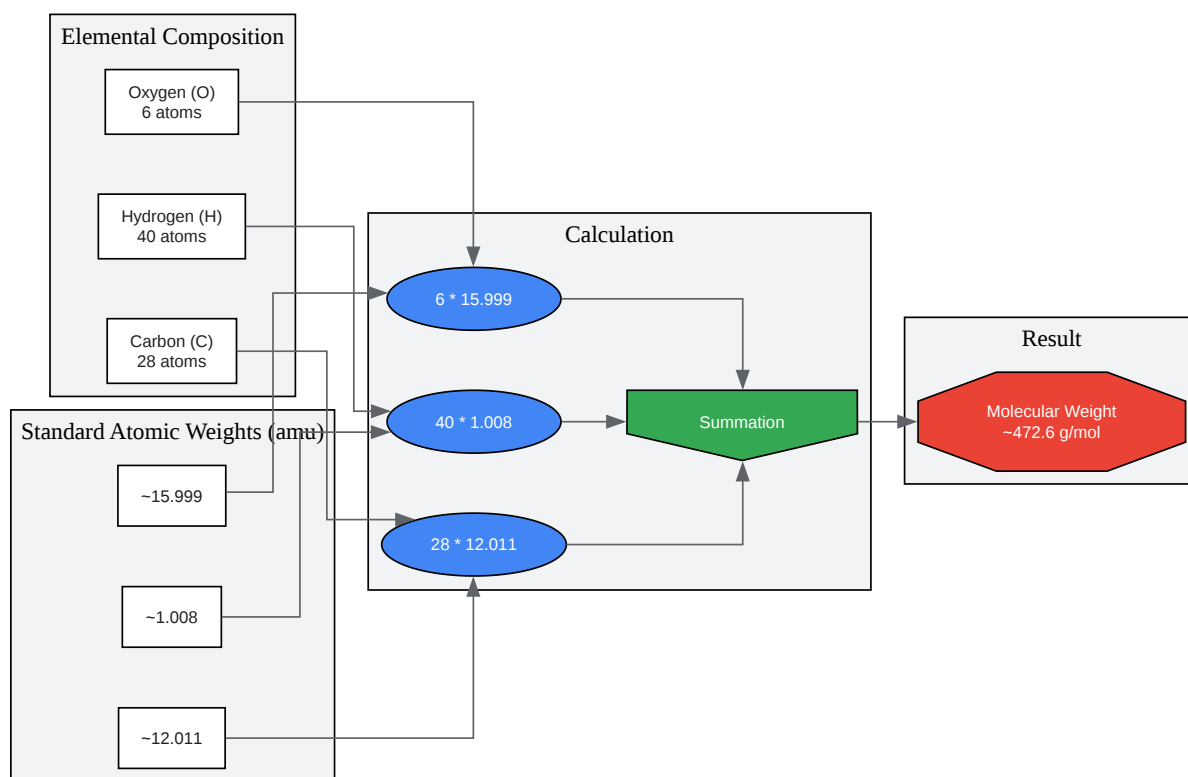 Elemental Composition
Oxygen (O)
6 atoms
Hydrogen (H)
40 atoms
Carbon (C)
28 atoms
Standard Atomic Weights (amu)
~15.999
~1.008
~12.011
Calculation
6 * 15.999
40 * 1.008
28 * 12.011
Summation
Result
Molecular Weight
~472.6 g/mol